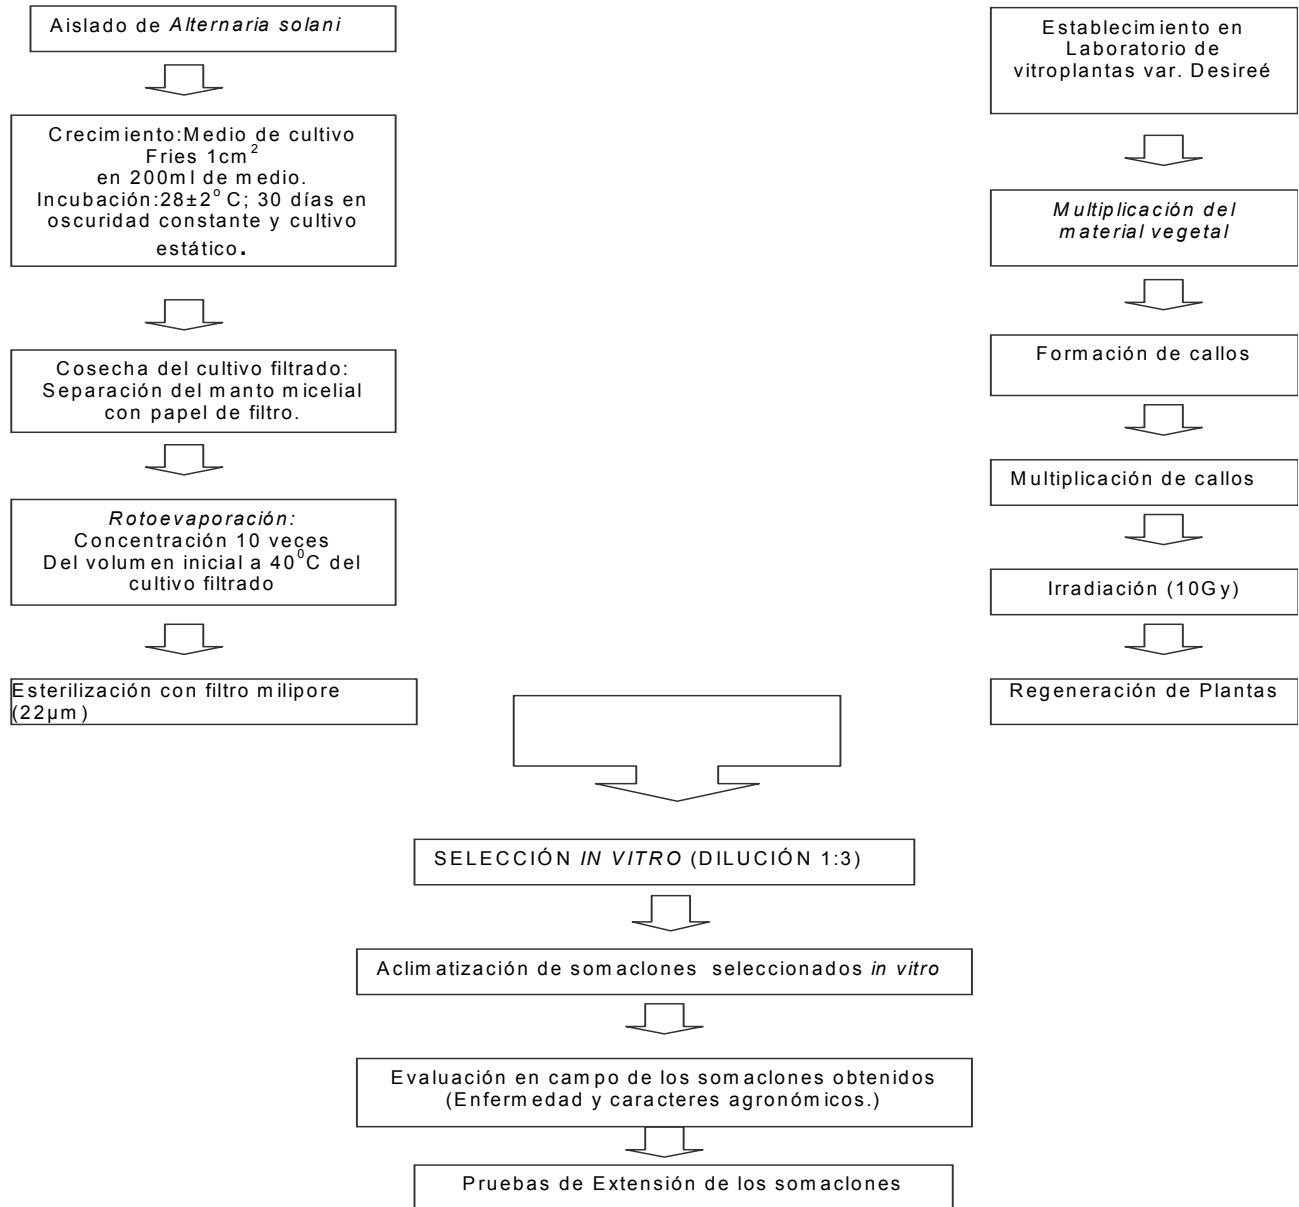 Aislado de Alternaria solani
Crecimiento:Medio de cultivo
Fries 1cm²
en 200ml de medio.
Incubación:28±2° C; 30 días en
oscuridad constante y cultivo
estático.
Cosecha del cultivo filtrado:
Separación del manto micelial
con papel de filtro.
Rotoevaporación:
Concentración 10 veces
Del volumen inicial a 40⁰C del
cultivo filtrado
Esterilización con filtro milipore
(22µm)
Establecimiento en
Laboratorio de
vitroplantas var. Desireé
Multiplicación del
material vegetal
Formación de callos
Multiplicación de callos
Irradiación (10Gy)
Regeneración de Plantas
SELECCIÓN IN VITRO (DILUCIÓN 1:3)
Aclimatización de somaclones seleccionados in vitro
Evaluación en campo de los somaclones obtenidos
(Enfermedad y caracteres agronómicos.)
Pruebas de Extensión de los somaclones